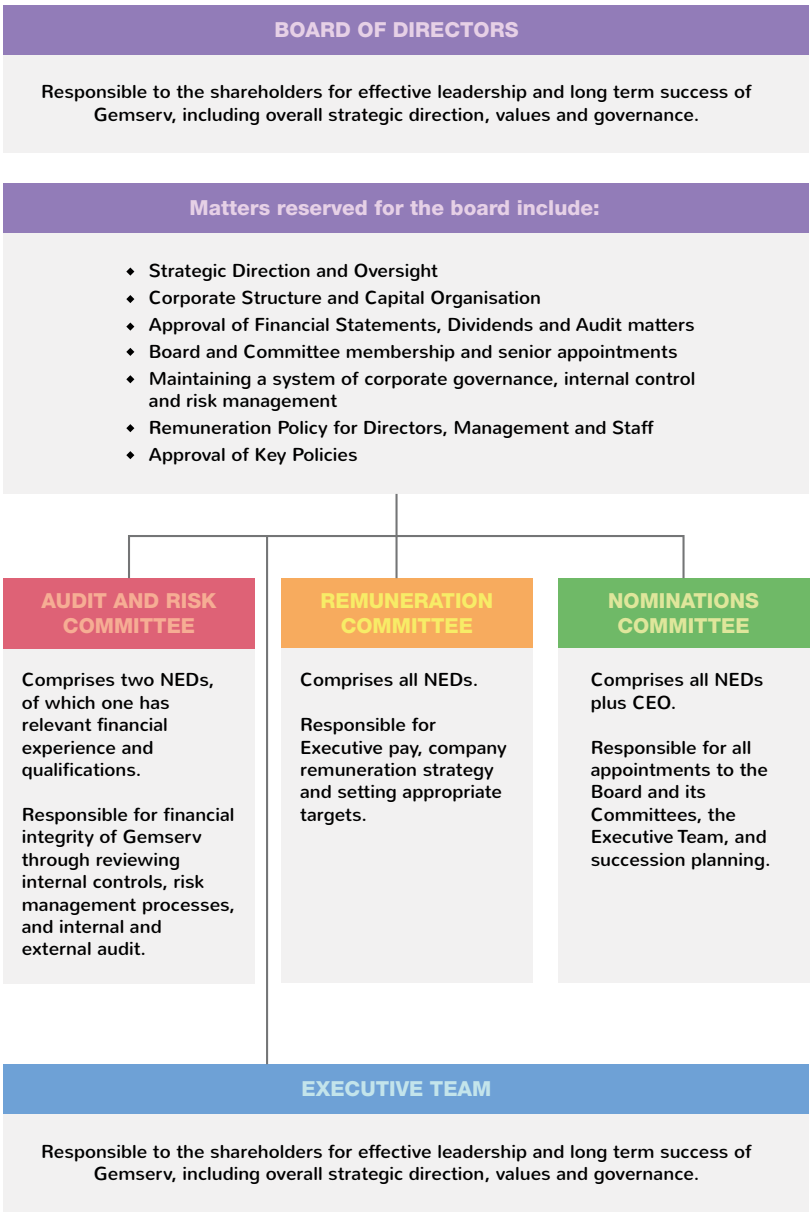 BOARD OF DIRECTORS
Responsible to the shareholders for effective leadership and long term success of
Gemserv, including overall strategic direction, values and governance.
Matters reserved for the board include:
◆ Strategic Direction and Oversight
◆ Corporate Structure and Capital Organisation
◆ Approval of Financial Statements, Dividends and Audit matters
◆ Board and Committee membership and senior appointments
◆ Maintaining a system of corporate governance, internal control
and risk management
◆ Remuneration Policy for Directors, Management and Staff
◆ Approval of Key Policies
AUDIT AND RISK
COMMITTEE
Comprises two NEDs,
of which one has
relevant financial
experience and
qualifications.
Responsible for financial
integrity of Gemserv
through reviewing
internal controls, risk
management processes,
and internal and
external audit.
REMUNERATION
COMMITTEE
Comprises all NEDs.
Responsible for
Executive pay, company
remuneration strategy
and setting appropriate
targets.
NOMINATIONS
COMMITTEE
Comprises all NEDs
plus CEO.
Responsible for all
appointments to the
Board and its
Committees, the
Executive Team, and
succession planning.
EXECUTIVE TEAM
Responsible to the shareholders for effective leadership and long term success of
Gemserv, including overall strategic direction, values and governance.